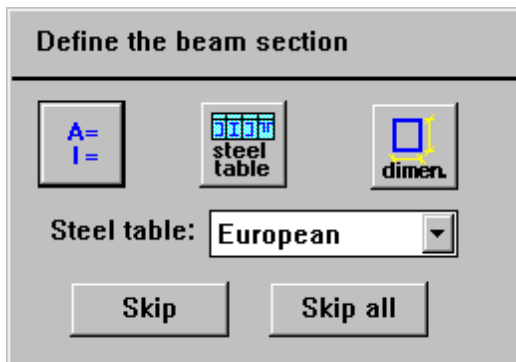 Define the beam section
A=
I =
steel
table
dimen.
Steel table: European
Skip Skip all